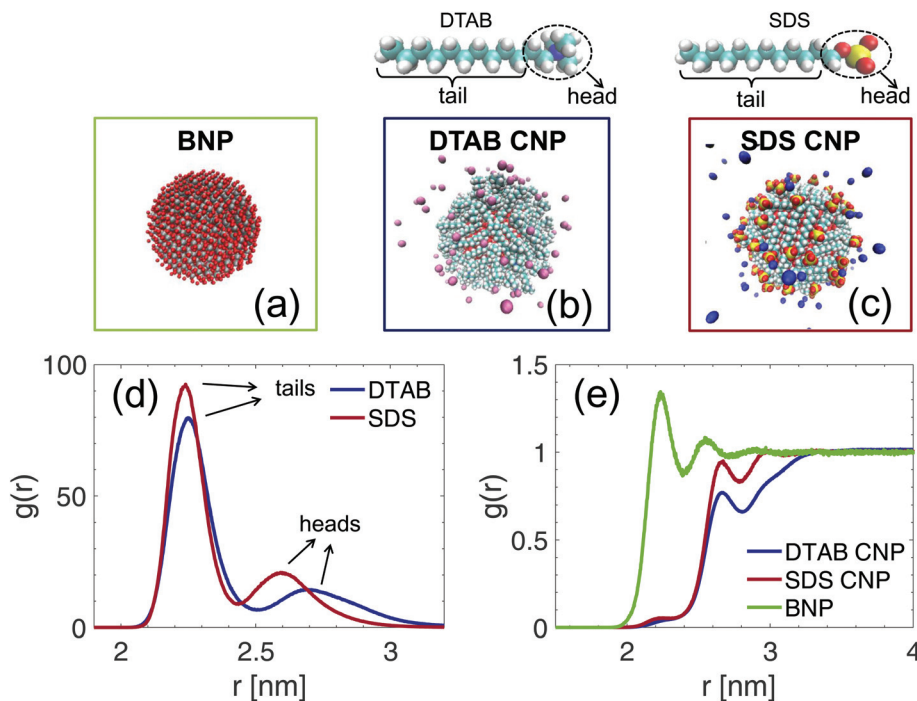 DTAB
SDS
tail
head
tail
head
BNP
DTAB CNP
SDS CNP
(a)
(b)
(c)
(d)
tails
DTAB
SDS
heads
g(r)
100
50
0
2
2.5
3
r [nm]
(e)
g(r)
1.5
1
0.5
0
DTAB CNP
SDS CNP
BNP
2
3
4
r [nm]